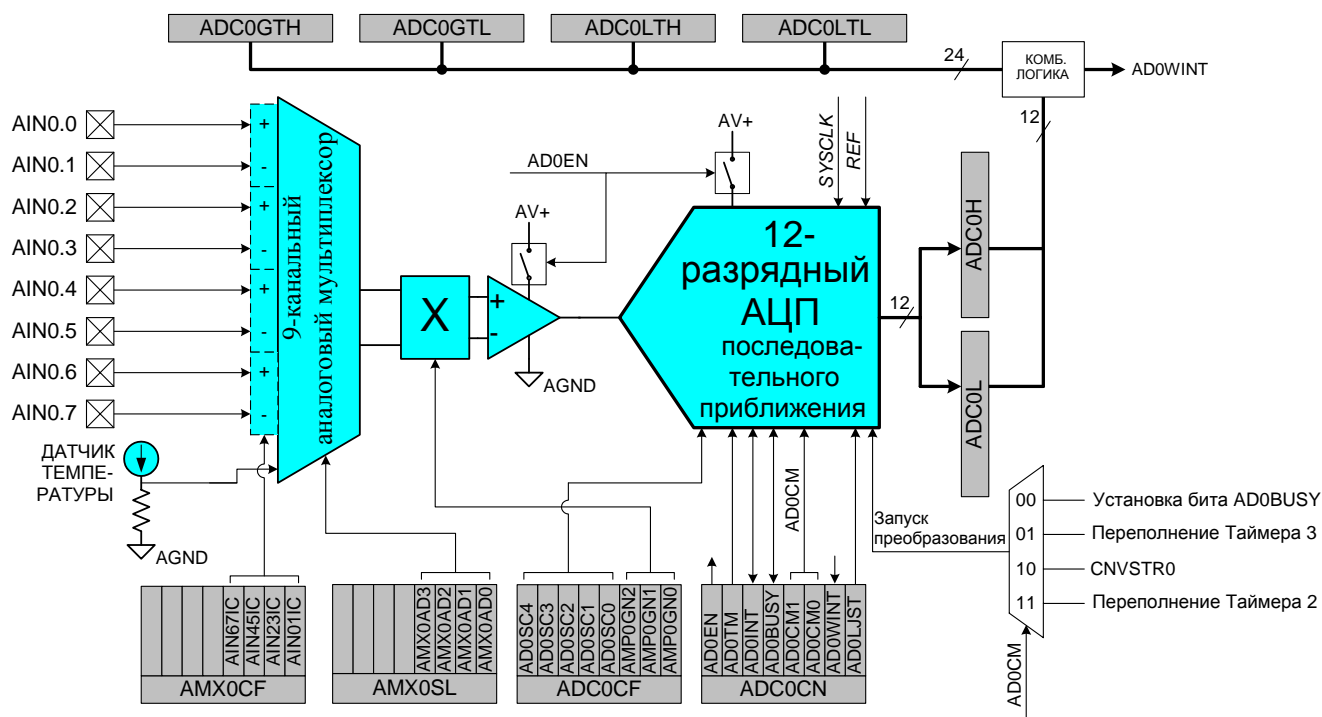 ADC0GTH
ADC0GTL
ADC0LTH
ADC0LTL
24
КОМБ.
ЛОГИКА
AD0WINT
12
AIN0.0
AIN0.1
AIN0.2
AIN0.3
AIN0.4
AIN0.5
AIN0.6
AIN0.7
+
-
+
-
+
-
+
-
9-канальный
аналоговый мультиплексор
ДАТЧИК
ТЕМПЕ-
РАТУРЫ
AGND
X
+
-
AV+
AGND
AD0EN
AV+
SYSCLK
REF
12-
разрядный
АЦП
последова-
тельного
приближения
12
ADC0H
ADC0L
AD0CM
Запуск
преобразования
00
Установка бита AD0BUSY
01
Переполнение Таймера 3
10
CNVSTR0
11
Переполнение Таймера 2
AD0CM
AIN67IC
AIN45IC
AIN23IC
AIN01IC
AMX0CF
AMX0AD3
AMX0AD2
AMX0AD1
AMX0AD0
AMX0SL
AD0SC4
AD0SC3
AD0SC2
AD0SC1
AD0SC0
AMP0GN2
AMP0GN1
AMP0GN0
ADC0CF
AD0EN
AD0TM
AD0INT
AD0BUSY
AD0CM1
AD0CM0
AD0WINT
AD0LJST
ADC0CN